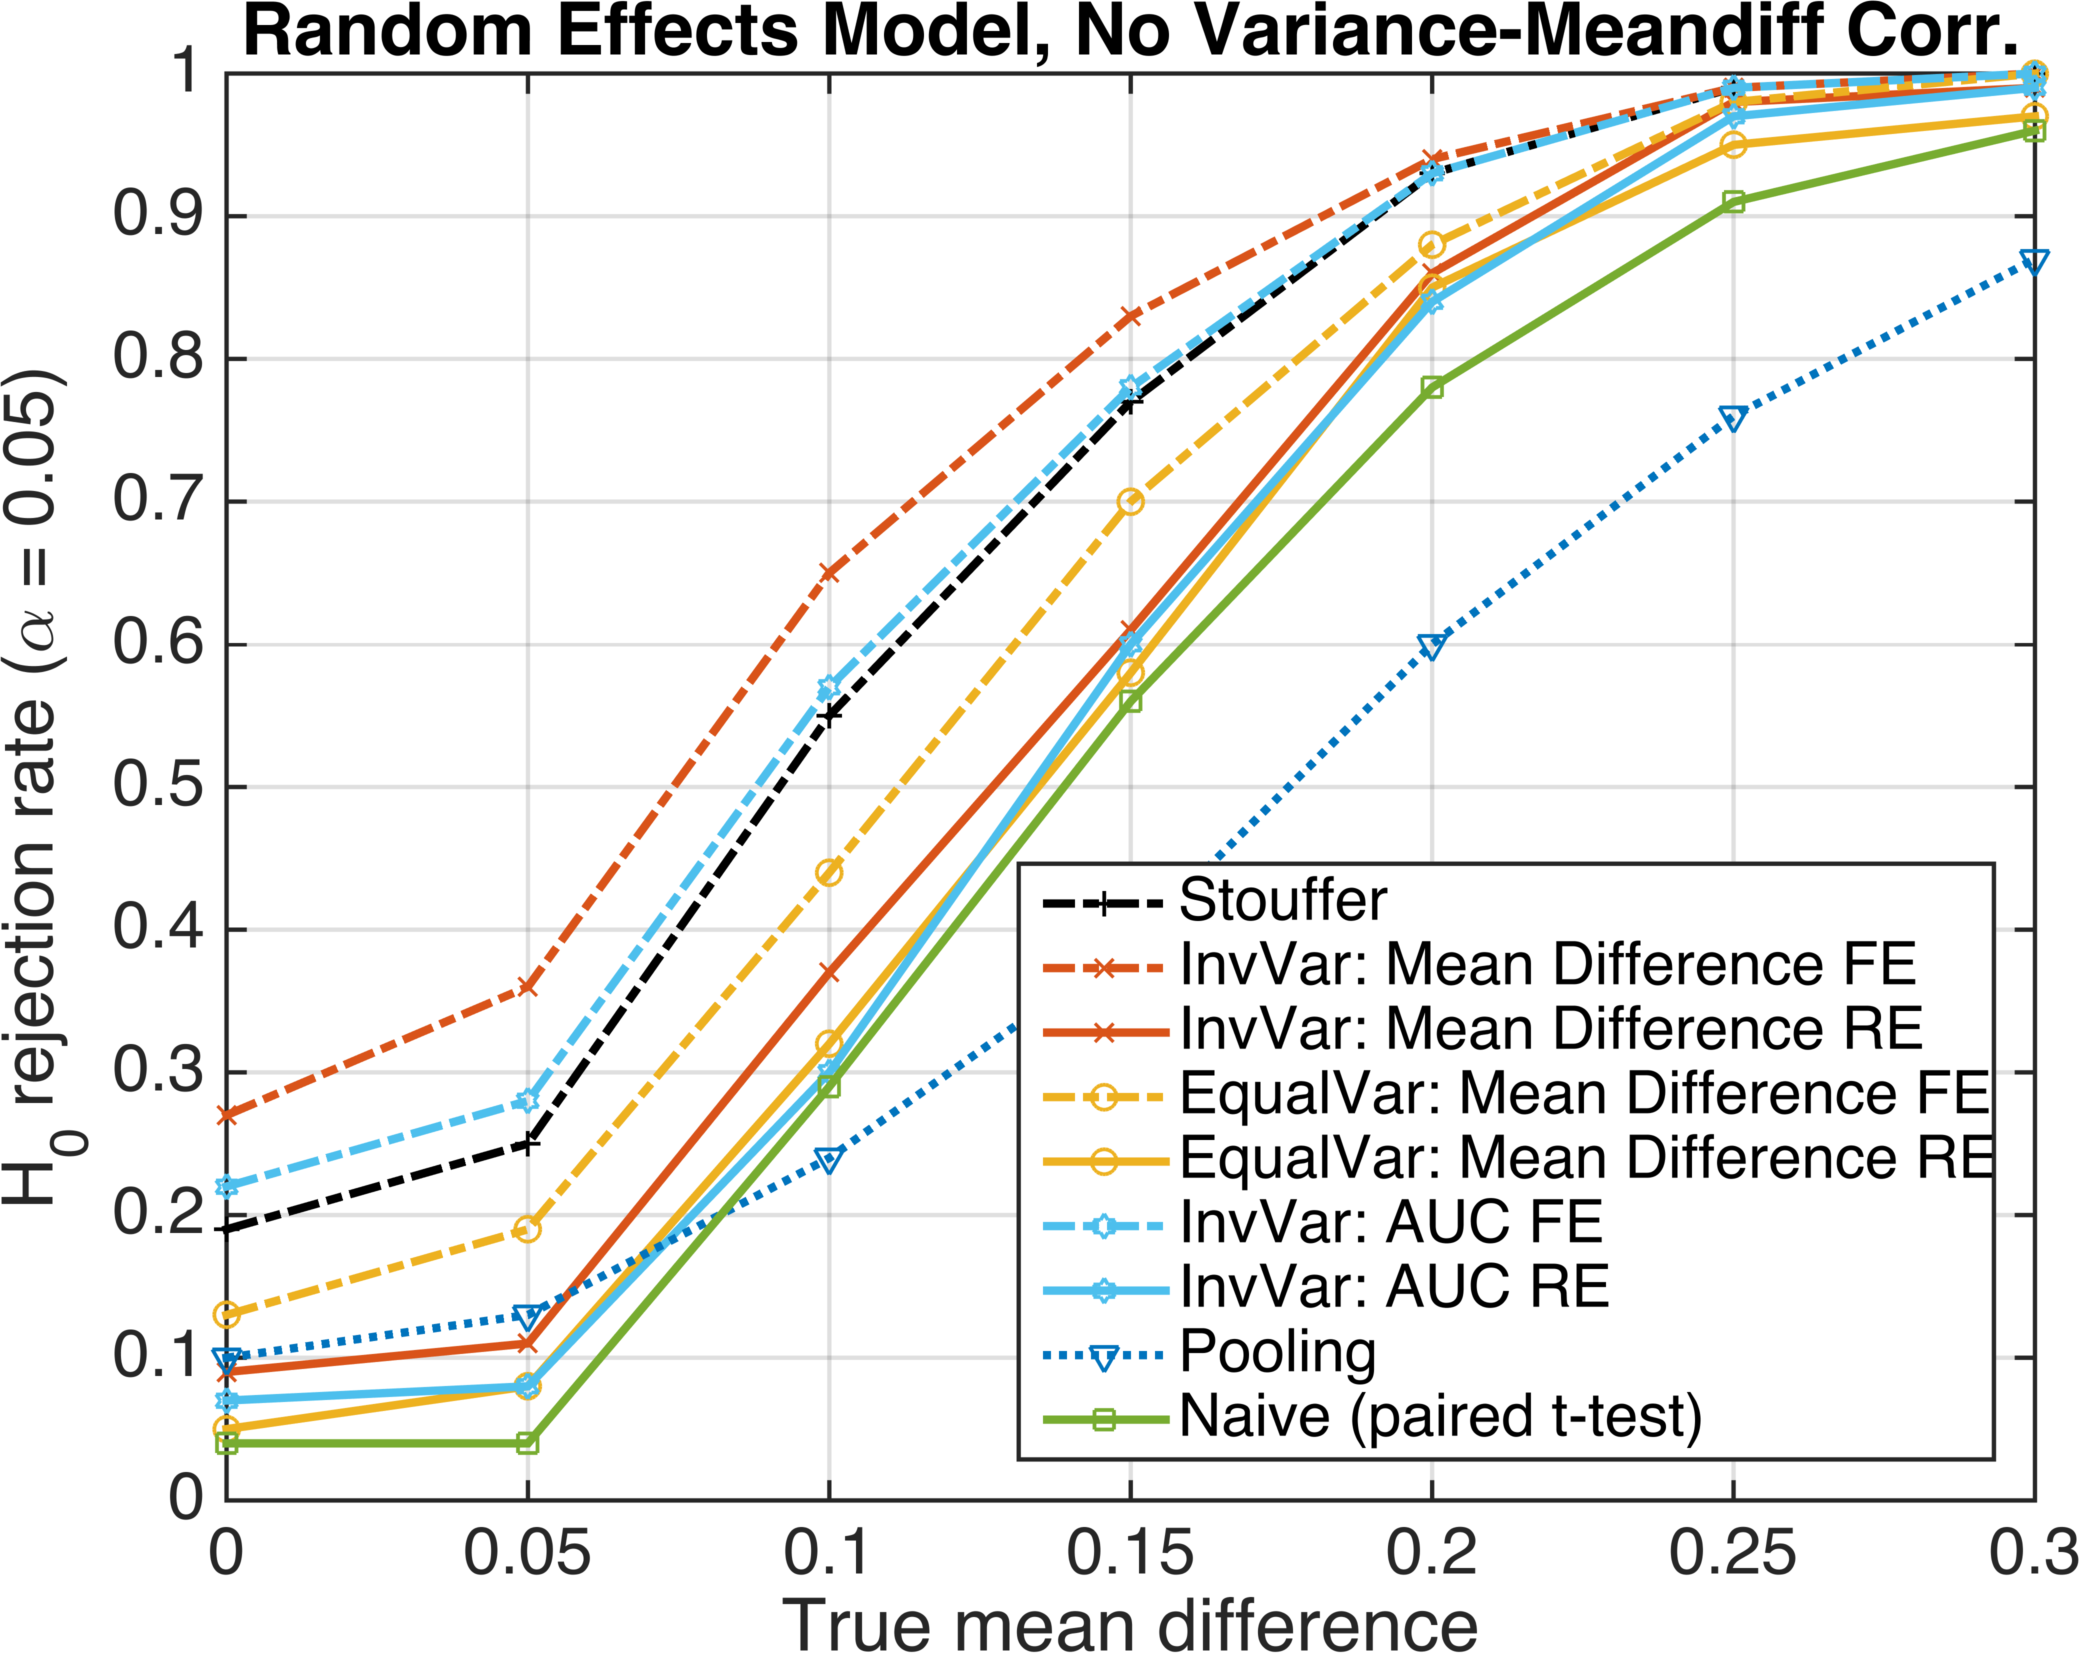 Random Effects Model, No Variance-Meandiff Corr.
1
0.9
0.8
0.7
0.6
0.5
0.4
0.3
0.2
0.1
0
H0 rejection rate (α = 0.05)
Stouffer
InvVar: Mean Difference FE
InvVar: Mean Difference RE
EqualVar: Mean Difference FE
EqualVar: Mean Difference RE
InvVar: AUC FE
InvVar: AUC RE
Pooling
Naive (paired t-test)
0 0.05 0.1 0.15 0.2 0.25 0.3
True mean difference